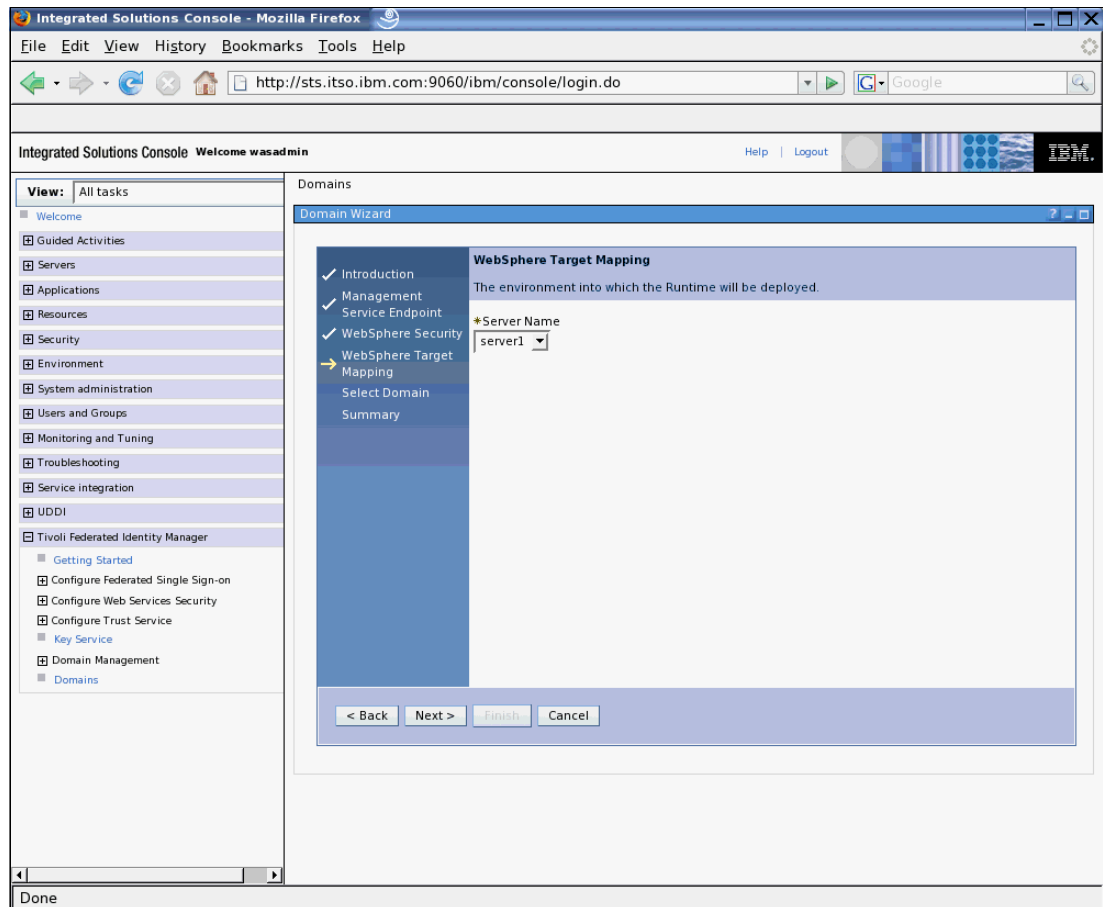 Integrated Solutions Console - Mozilla Firefox
File Edit View History Bookmarks Tools Help
http://sts.itso.ibm.com:9060/ibm/console/login.do
G Google
Integrated Solutions Console Welcome wasadmin
Help | Logout
IBM.
View: All tasks
Welcome
Guided Activities
Servers
Applications
Resources
Security
Environment
System administration
Users and Groups
Monitoring and Tuning
Troubleshooting
Service integration
UDDI
Tivoli Federated Identity Manager
Getting Started
Configure Federated Single Sign-on
Configure Web Services Security
Configure Trust Service
Key Service
Domain Management
Domains
Domains
Domain Wizard
? 
Introduction
Management
Service Endpoint
WebSphere Security
WebSphere Target
Mapping
Select Domain
Summary
WebSphere Target Mapping
The environment into which the Runtime will be deployed.
*Server Name
server1
< Back Next > Finish Cancel
Done